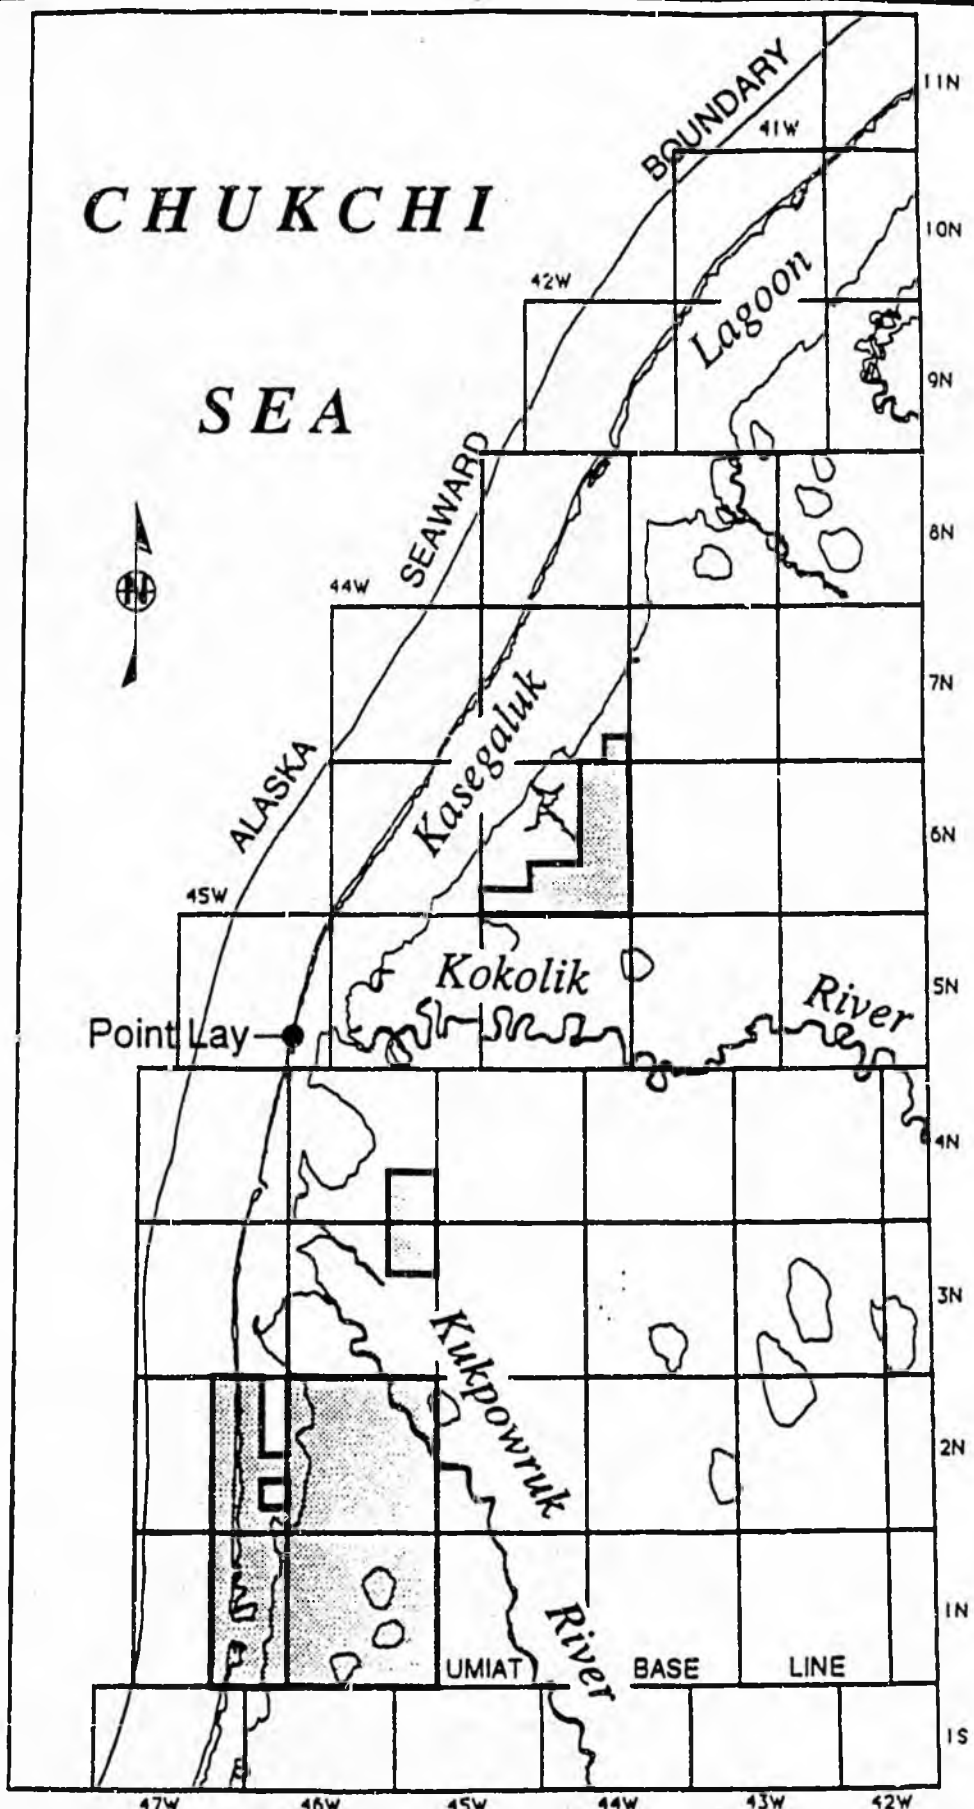 11N
BOUNDARY
41W
CHUKCHI
10N
42W
Lagoon
9N
SEA
SEAWARD
8N
N
44W
7N
Kasegaluk
ALASKA
6N
45W
Kokolik
River
5N
Point Lay
4N
3N
Kukpowruk
2N
River
1N
UMIAT BASE LINE
1S
47W 46W 45W 44W 43W 42W